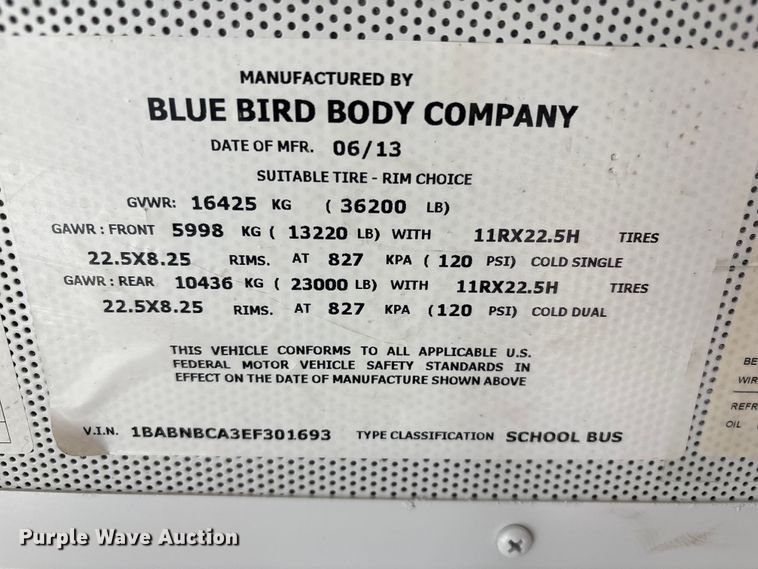 MANUFACTURED BY
BLUE BIRD BODY COMPANY
DATE OF MFR. 06/13
SUITABLE TIRE - RIM CHOICE
GVWR: 16425 KG ( 36200 LB)
GAWR : FRONT 5998 KG ( 13220 LB) WITH 11RX22.5H TIRES
22.5X8.25 RIMS. AT 827 KPA ( 120 PSI) COLD SINGLE
GAWR : REAR 10436 KG ( 23000 LB) WITH 11RX22.5H TIRES
22.5X8.25 RIMS. AT 827 KPA (120 PSI) COLD DUAL
THIS VEHICLE CONFORMS TO ALL APPLICABLE U.S.
FEDERAL MOTOR VEHICLE SAFETY STANDARDS IN
EFFECT ON THE DATE OF MANUFACTURE SHOWN ABOVE
V.I.N. 1BABNBCA3EF301693 TYPE CLASSIFICATION SCHOOL BUS
BE
WIR
REFR
OIL
Purple Wave Auction